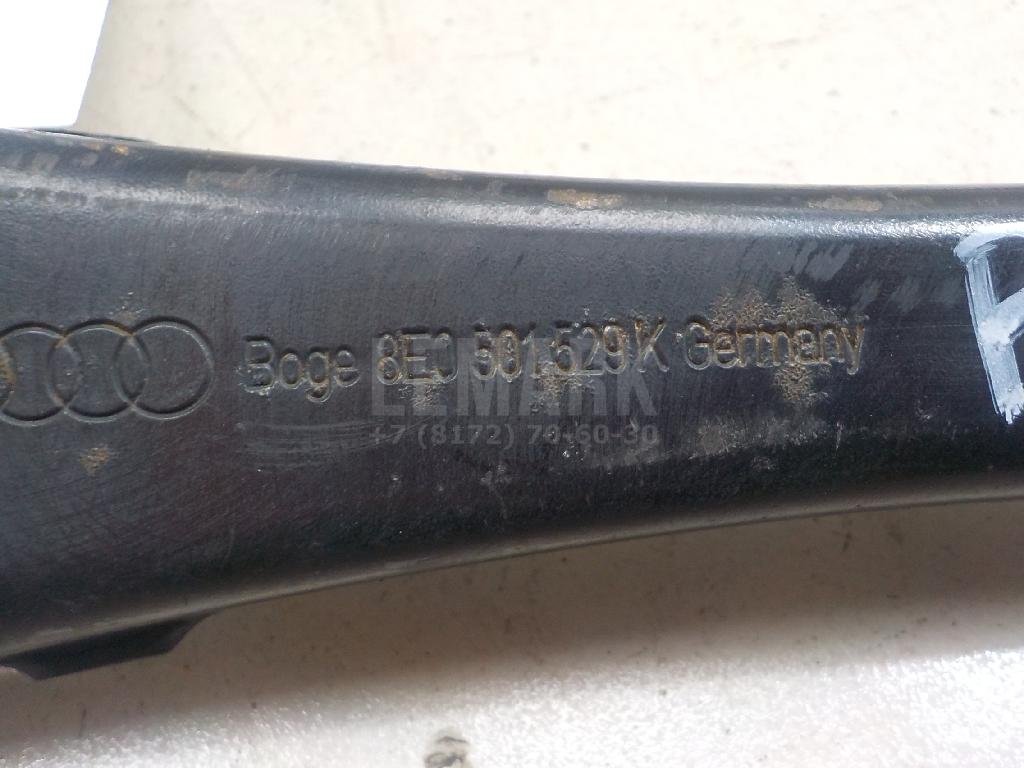 Boge 8E0 501 529 K Germany
LEMARK
+7 (8172) 70-60-30